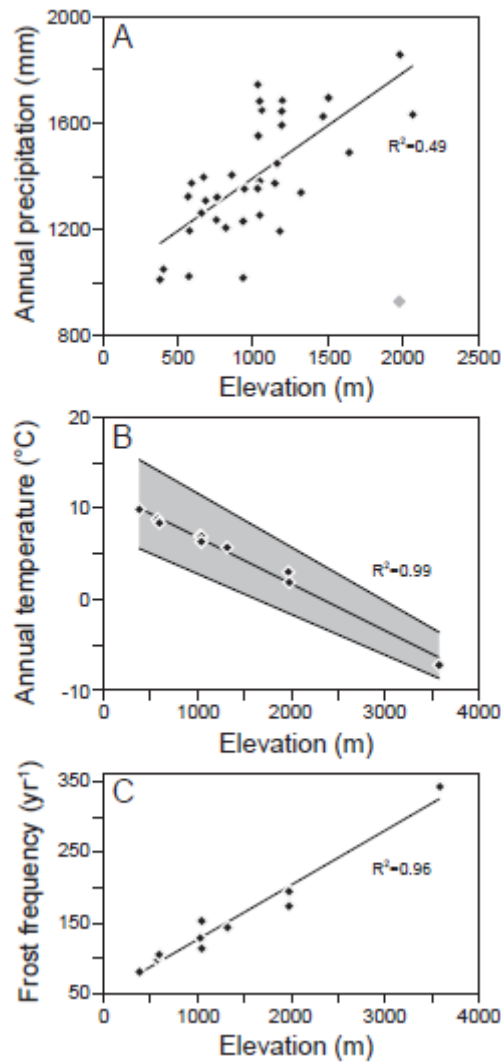 A
Annual precipitation (mm)
2000
1600
1200
800
R²=0.49
0 500 1000 1500 2000 2500
Elevation (m)
B
Annual temperature (°C)
20
10
0
-10
R²=0.99
0 1000 2000 3000 4000
Elevation (m)
C
Frost frequency (yr⁻¹)
350
250
150
50
R²=0.96
0 1000 2000 3000 4000
Elevation (m)